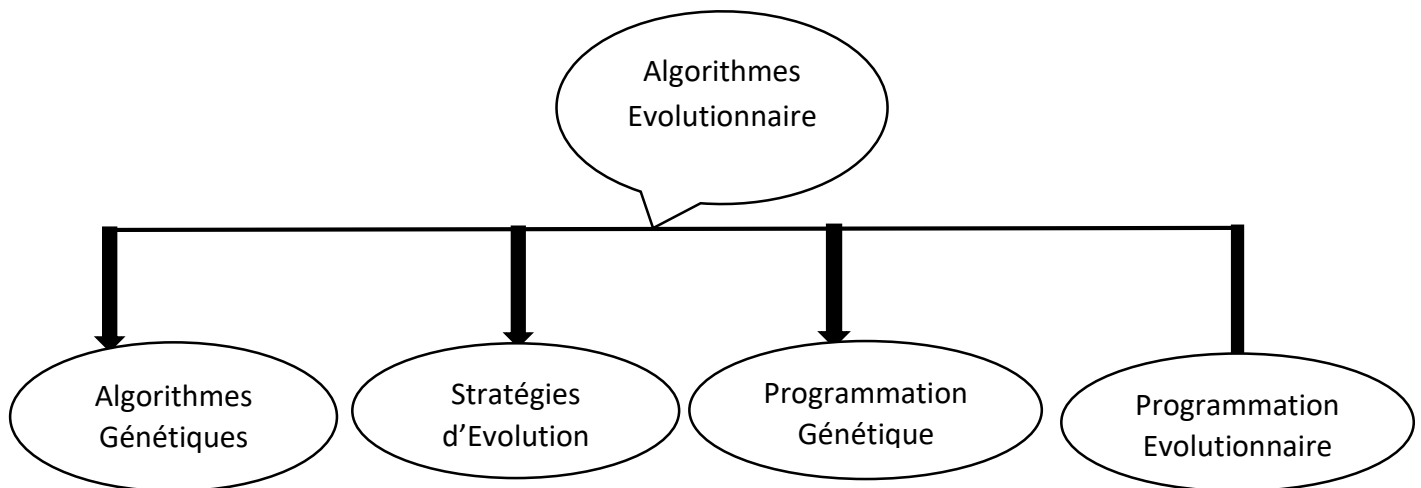 Algorithmes
Evolutionnaire
Algorithmes
Génétiques
Stratégies
d’Evolution
Programmation
Génétique
Programmation
Evolutionnaire